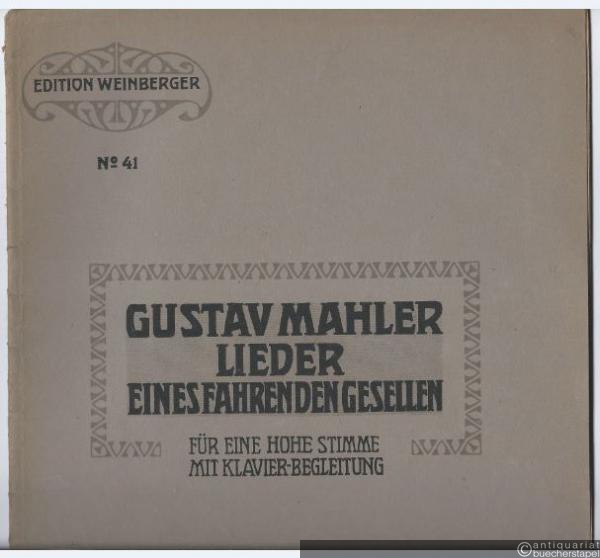 EDITION WEINBERGER
Nº 41
GUSTAV MAHLER
LIEDER
EINES FAHRENDEN GESELLEN
FÜR EINE HOHE STIMME
MIT KLAVIER-BEGLEITUNG
©antiquariat
buecherstapel